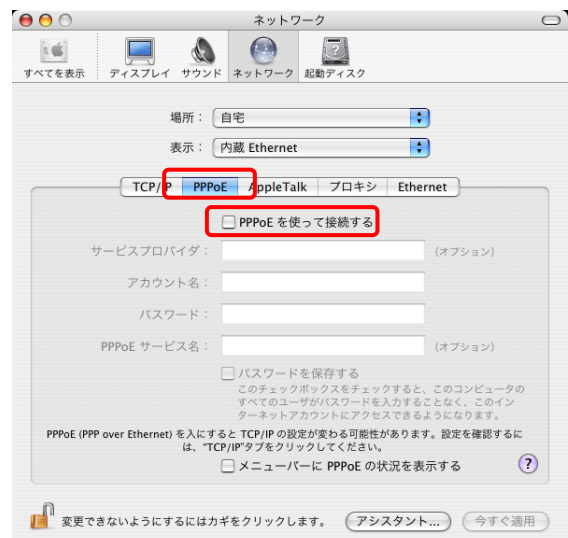 ネットワーク
すべてを表示 ディスプレイ サウンド ネットワーク 起動ディスク
場所： 自宅
表示： 内蔵 Ethernet
TCP/IP PPPoE AppleTalk プロキシ Ethernet
PPPoE を使って接続する
サービスプロバイダ： (オプション)
アカウント名：
パスワード：
PPPoE サービス名： (オプション)
パスワードを保存する
このチェックボックスをチェックすると、このコンピュータの
すべてのユーザがパスワードを入力することなく、このイン
ターネットアカウントにアクセスできるようになります。
PPPoE (PPP over Ethernet) を入にすると TCP/IP の設定が変わる可能性があります。設定を確認するに
は、“TCP/IP”タブをクリックしてください。
メニューバーに PPPoE の状況を表示する ?
変更できないようにするにはカギをクリックします。 アシスタント... 今すぐ適用